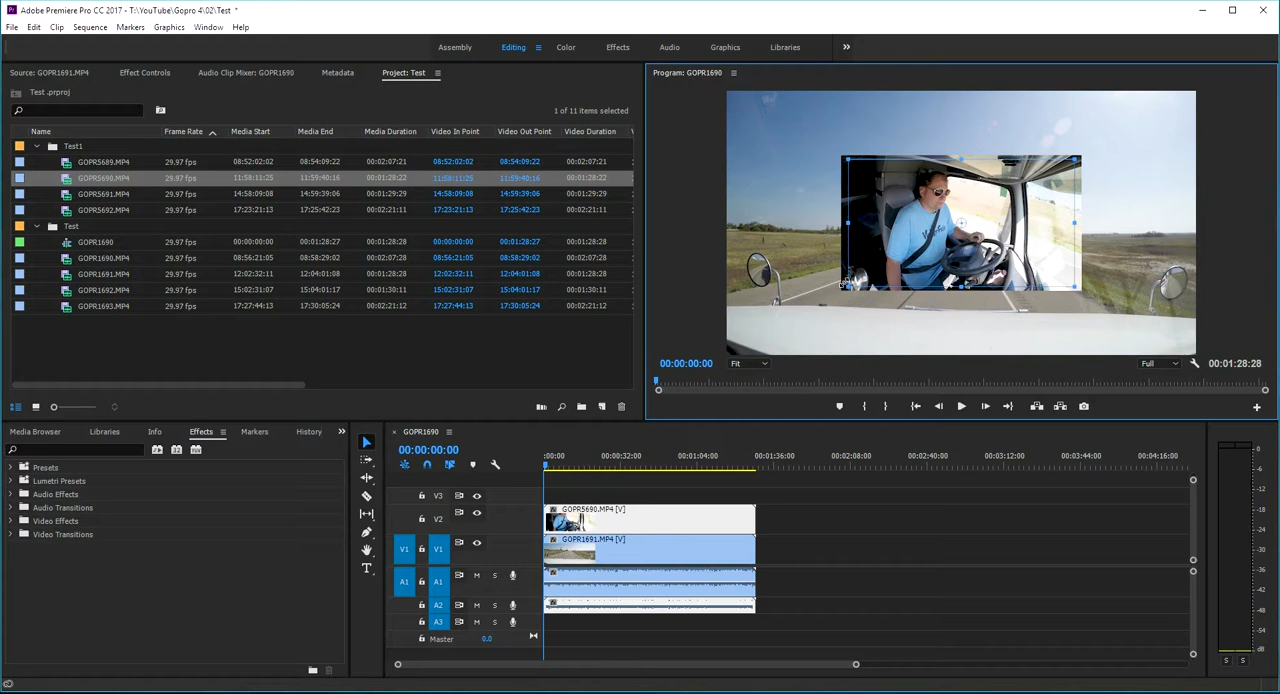 Adobe Premiere Pro CC 2017 - T:\YouTube\Gopro 4\02\Test *
File Edit Clip Sequence Markers Graphics Window Help
Assembly Editing Color Effects Audio Graphics Libraries
Source: GOPR1691.MP4 Effect Controls Audio Clip Mixer: GOPR1690 Metadata Project: Test
Test .prproj
1 of 11 items selected
Name Frame Rate Media Start Media End Media Duration Video In Point Video Out Point Video Duration
Test1
GOPR5689.MP4 29.97 fps 08:52:02:02 08:54:09:22 00:02:07:21 08:52:02:02 08:54:09:22 00:02:07:21
GOPR5690.MP4 29.97 fps 11:58:11:25 11:59:40:16 00:01:28:22 11:58:11:25 11:59:40:16 00:01:28:22
GOPR5691.MP4 29.97 fps 14:58:09:08 14:59:39:06 00:01:29:29 14:58:09:08 14:59:39:06 00:01:29:29
GOPR5692.MP4 29.97 fps 17:23:21:13 17:25:42:23 00:02:21:11 17:23:21:13 17:25:42:23 00:02:21:11
Test
GOPR1690 29.97 fps 00:00:00:00 00:01:28:27 00:01:28:28 00:00:00:00 00:01:28:27 00:01:28:28
GOPR1690.MP4 29.97 fps 08:56:21:05 08:58:29:02 00:02:07:28 08:56:21:05 08:58:29:02 00:02:07:28
GOPR1691.MP4 29.97 fps 12:02:32:11 12:04:01:08 00:01:28:28 12:02:32:11 12:04:01:08 00:01:28:28
GOPR1692.MP4 29.97 fps 15:02:31:07 15:04:01:17 00:01:30:11 15:02:31:07 15:04:01:17 00:01:30:11
GOPR1693.MP4 29.97 fps 17:27:44:13 17:30:05:24 00:02:21:12 17:27:44:13 17:30:05:24 00:02:21:12
Program: GOPR1690
00:00:00:00 Fit Full 00:01:28:28
Media Browser Libraries Info Effects Markers History
Presets
Lumetri Presets
Audio Effects
Audio Transitions
Video Effects
Video Transitions
GOPR1690
00:00:00:00
:00:00 00:00:32:00 00:01:04:00 00:01:36:00 00:02:08:00 00:02:40:00 00:03:12:00 00:03:44:00 00:04:16:00
V3
V2 GOPR5690.MP4 [V]
V1 V1 GOPR1691.MP4 [V]
A1 A1 M S
A2 M S
A3 M S
Master 0.0
0
-6
-12
-18
-24
-30
-36
-42
-48
-54
dB
S S